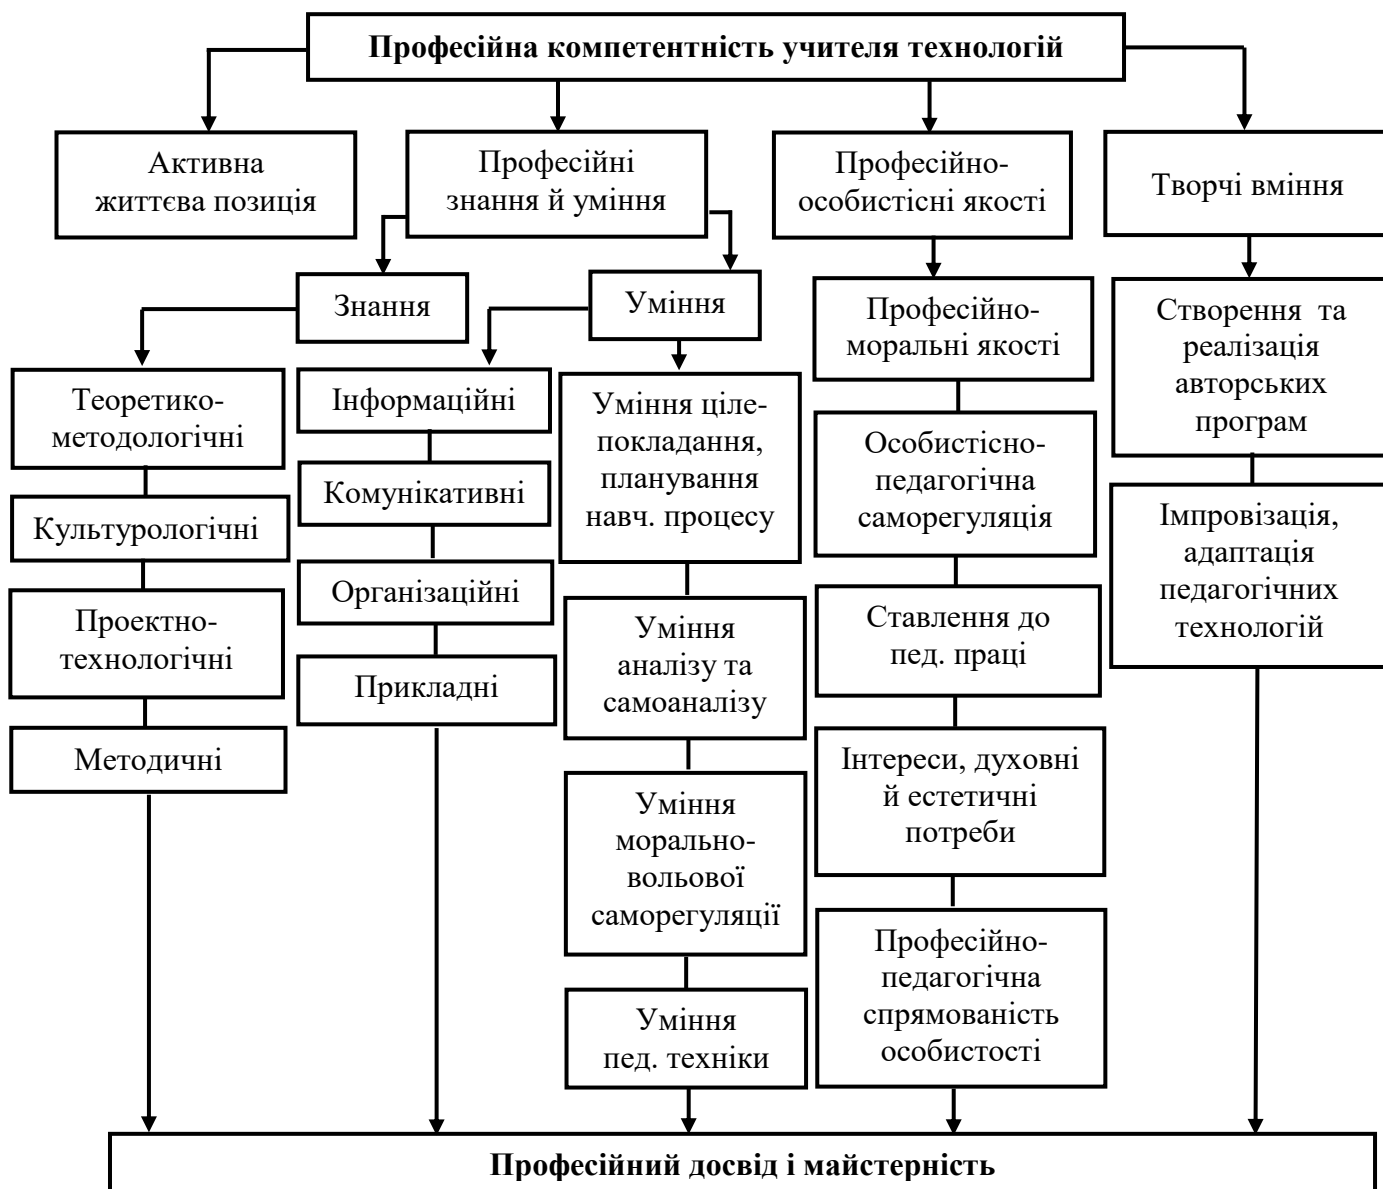 Професійна компетентність учителя технологій
Активна
життєва позиція
Професійні
знання й уміння
Професійно-
особистісні якості
Творчі вміння
Знання
Уміння
Теоретико-
методологічні
Культурологічні
Проектно-
технологічні
Методичні
Інформаційні
Комунікативні
Організаційні
Прикладні
Уміння ціле-
покладання,
планування
навч. процесу
Уміння
аналізу та
самоаналізу
Уміння
морально-
вольової
саморегуляції
Уміння
пед. техніки
Професійно-
моральні якості
Особистісно-
педагогічна
саморегуляція
Ставлення до
пед. праці
Інтереси, духовні
й естетичні
потреби
Професійно-
педагогічна
спрямованість
особистості
Створення та
реалізація
авторських
програм
Імпровізація,
адаптація
педагогічних
технологій
Професійний досвід і майстерність